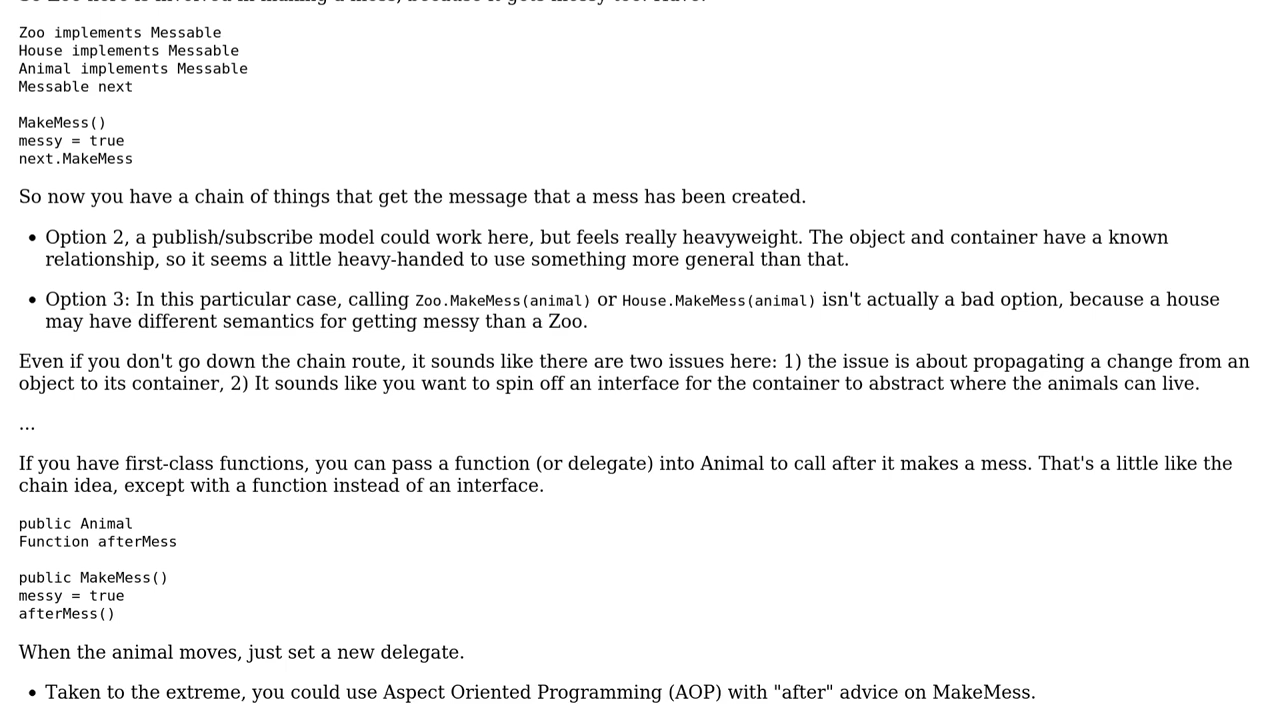 Zoo implements Messable
House implements Messable
Animal implements Messable
Messable next
MakeMess()
messy = true
next.MakeMess
So now you have a chain of things that get the message that a mess has been created.
• Option 2, a publish/subscribe model could work here, but feels really heavyweight. The object and container have a known
relationship, so it seems a little heavy-handed to use something more general than that.
• Option 3: In this particular case, calling Zoo.MakeMess(animal) or House.MakeMess(animal) isn't actually a bad option, because a house
may have different semantics for getting messy than a Zoo.
Even if you don't go down the chain route, it sounds like there are two issues here: 1) the issue is about propagating a change from an
object to its container, 2) It sounds like you want to spin off an interface for the container to abstract where the animals can live.
...
If you have first-class functions, you can pass a function (or delegate) into Animal to call after it makes a mess. That's a little like the
chain idea, except with a function instead of an interface.
public Animal
Function afterMess
public MakeMess()
messy = true
afterMess()
When the animal moves, just set a new delegate.
• Taken to the extreme, you could use Aspect Oriented Programming (AOP) with "after" advice on MakeMess.